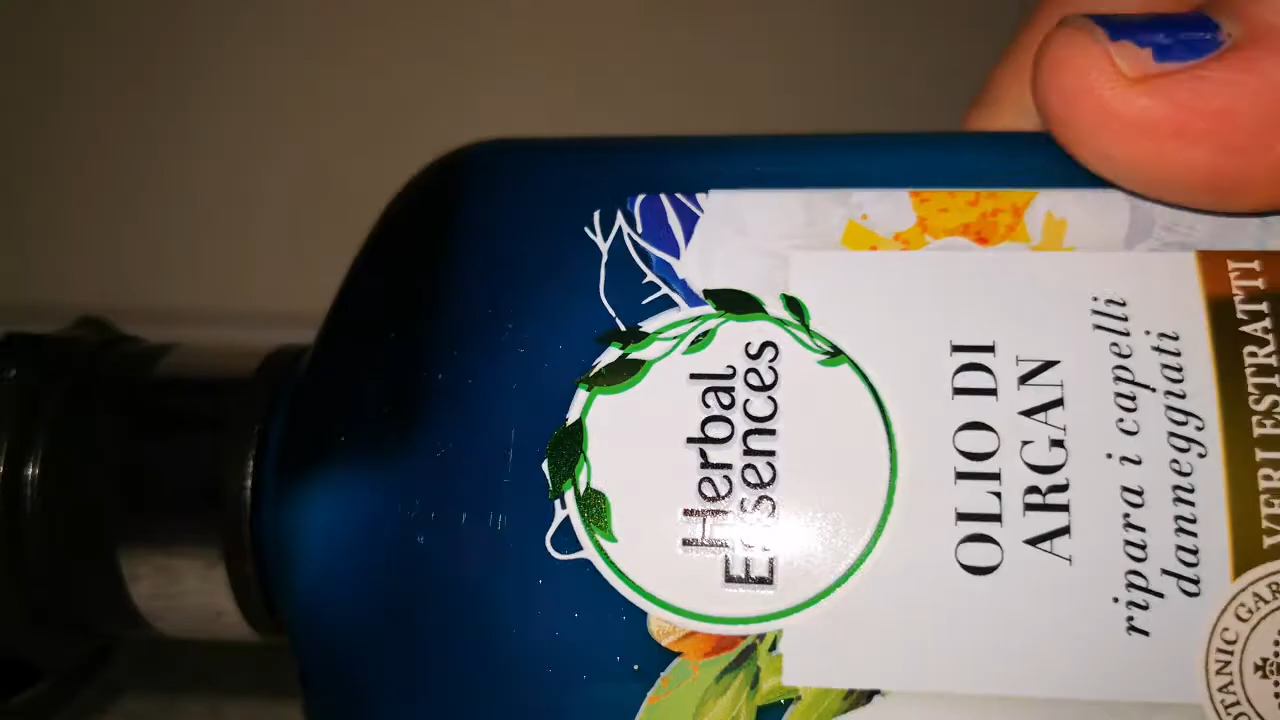 Herbal
Essences
OLIO DI
ARGAN
ripara i capelli
danneggiati
VERI ESTRATTI